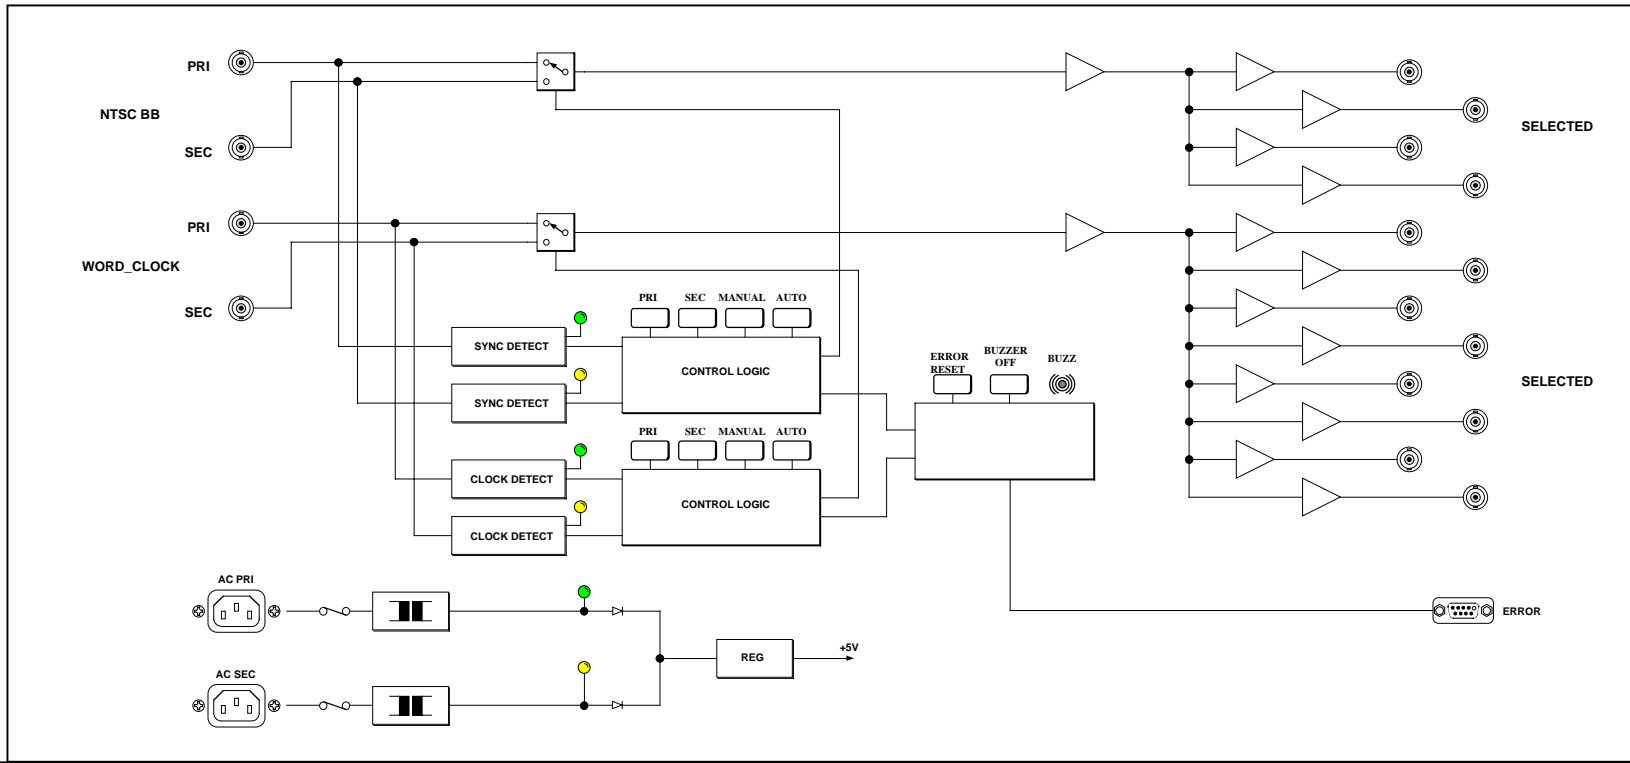 PRI
NTSC BB
SEC
SELECTED
PRI
WORD_CLOCK
SEC
PRI SEC MANUAL AUTO
SYNC DETECT
CONTROL LOGIC
SYNC DETECT
ERROR
RESET
BUZZER
OFF
BUZZ
SELECTED
PRI SEC MANUAL AUTO
CLOCK DETECT
CONTROL LOGIC
CLOCK DETECT
AC PRI
ERROR
REG
+5V
AC SEC